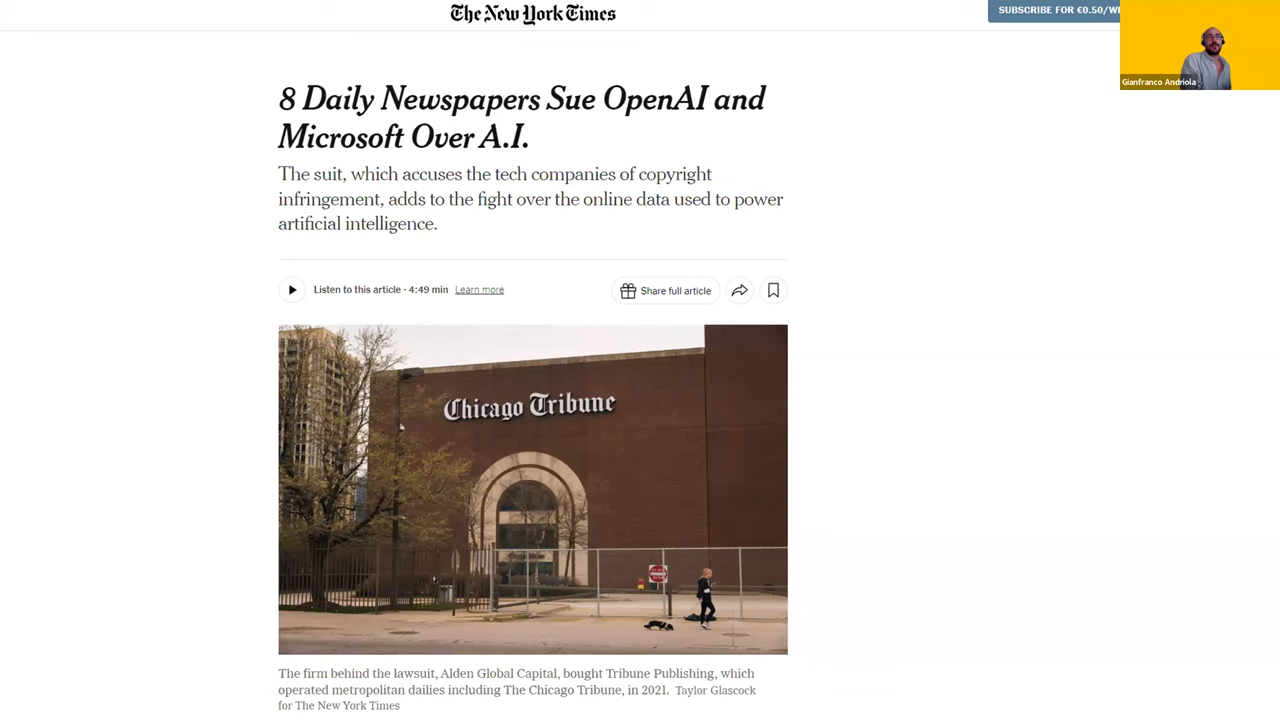 The New York Times
SUBSCRIBE FOR €0.50/WE
Gianfranco Andriola
8 Daily Newspapers Sue OpenAI and
Microsoft Over A.I.
The suit, which accuses the tech companies of copyright
infringement, adds to the fight over the online data used to power
artificial intelligence.
Listen to this article · 4:49 min Learn more
Share full article
Chicago Tribune
The firm behind the lawsuit, Alden Global Capital, bought Tribune Publishing, which
operated metropolitan dailies including The Chicago Tribune, in 2021. Taylor Glascock
for The New York Times